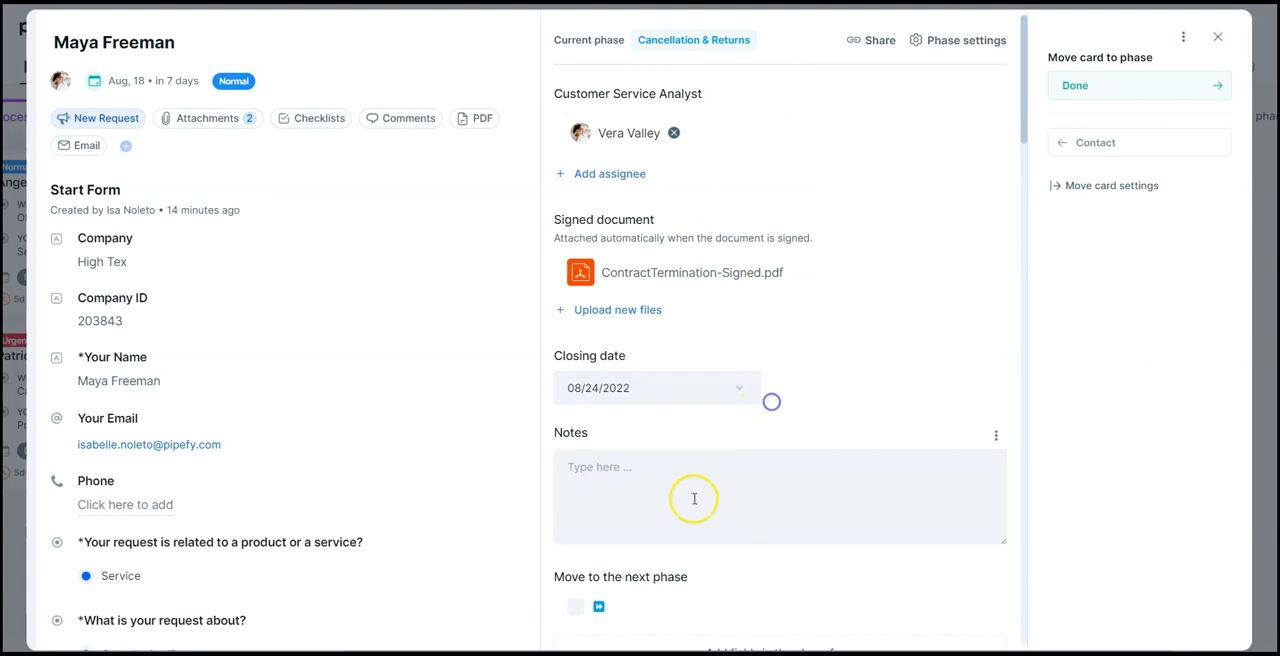 Maya Freeman
Aug, 18 • in 7 days
Normal
New Request
Attachments 2
Checklists
Comments
PDF
Email
Start Form
Created by Isa Noleto • 14 minutes ago
Company
High Tex
Company ID
203843
*Your Name
Maya Freeman
Your Email
isabelle.noleto@pipefy.com
Phone
Click here to add
*Your request is related to a product or a service?
Service
*What is your request about?
Current phase
Cancellation & Returns
Share
Phase settings
Customer Service Analyst
Vera Valley
+ Add assignee
Signed document
Attached automatically when the document is signed.
ContractTermination-Signed.pdf
+ Upload new files
Closing date
08/24/2022
Notes
Type here ...
Move to the next phase
Move card to phase
Done
Contact
Move card settings